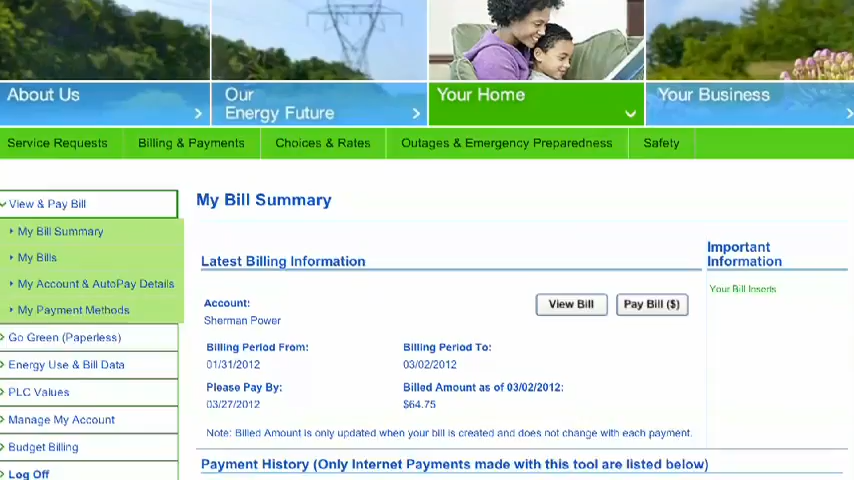 About Us
Our
Energy Future
Your Home
Your Business
Service Requests
Billing & Payments
Choices & Rates
Outages & Emergency Preparedness
Safety
View & Pay Bill
My Bill Summary
My Bills
My Account & AutoPay Details
My Payment Methods
Go Green (Paperless)
Energy Use & Bill Data
PLC Values
Manage My Account
Budget Billing
Log Off
My Bill Summary
Latest Billing Information
Account:
Sherman Power
View Bill
Pay Bill ($)
Billing Period From:
01/31/2012
Billing Period To:
03/02/2012
Please Pay By:
03/27/2012
Billed Amount as of 03/02/2012:
$64.75
Note: Billed Amount is only updated when your bill is created and does not change with each payment.
Payment History (Only Internet Payments made with this tool are listed below)
Important
Information
Your Bill Inserts